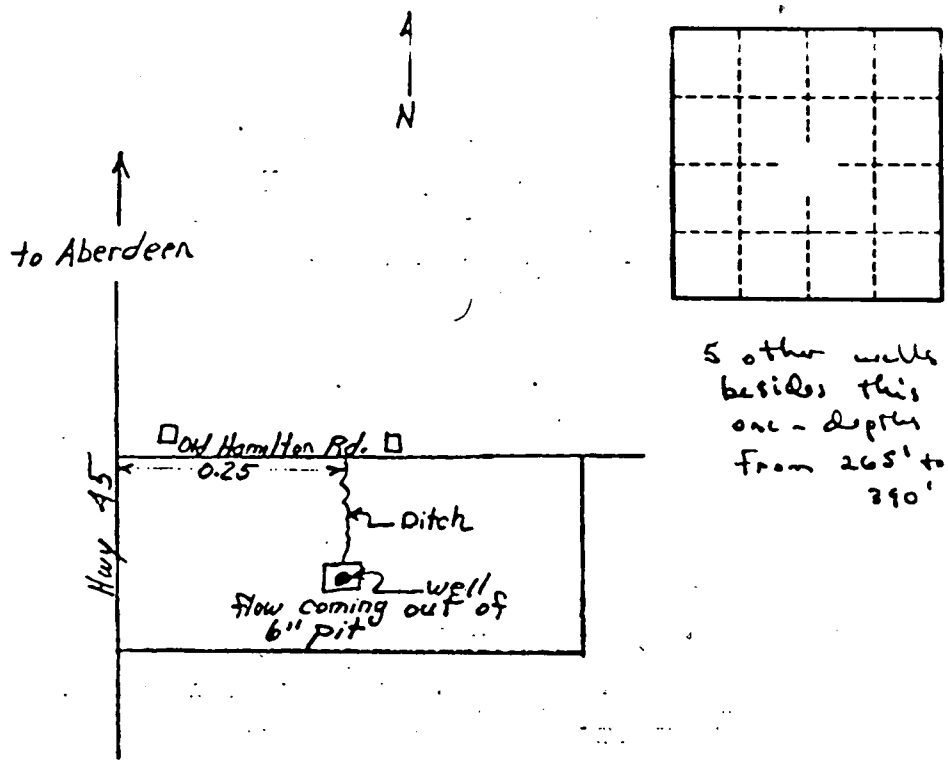 N
to Aberdeen
5 other wells
besides this
one - depths
from 265' to
390'
Old Hamilton Rd.
0.25
Hwy 45
Ditch
well
flow coming out of
6" pit